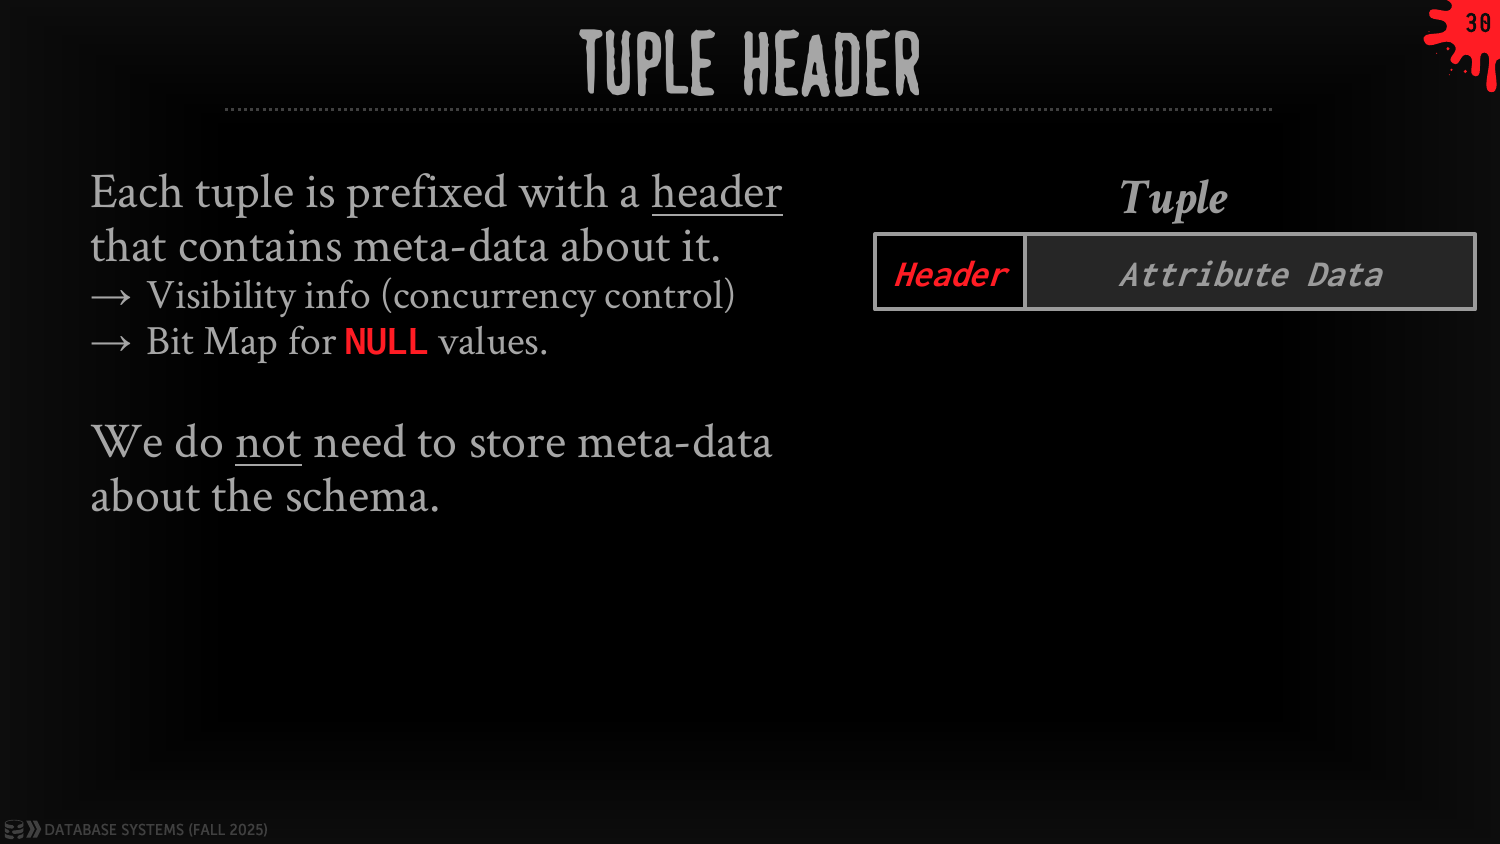 TUPLE HEADER
30
Each tuple is prefixed with a header
that contains meta-data about it.
→ Visibility info (concurrency control)
→ Bit Map for NULL values.
We do not need to store meta-data
about the schema.
Tuple
Header
Attribute Data
DATABASE SYSTEMS (FALL 2025)